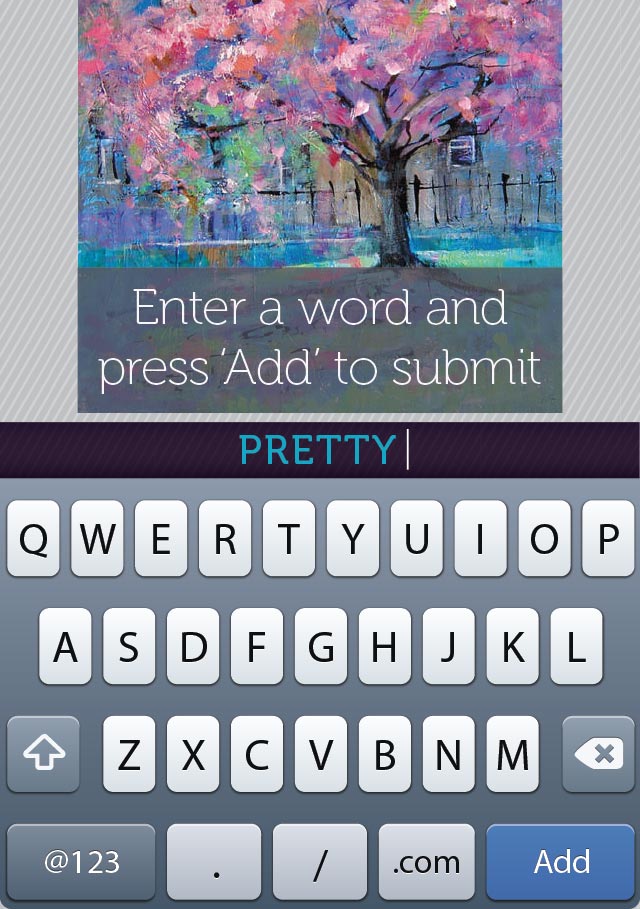 Enter a word and
press ‘Add’ to submit
PRETTY
Q W E R T Y U I O P
A S D F G H J K L
Z X C V B N M
@123 . / .com Add